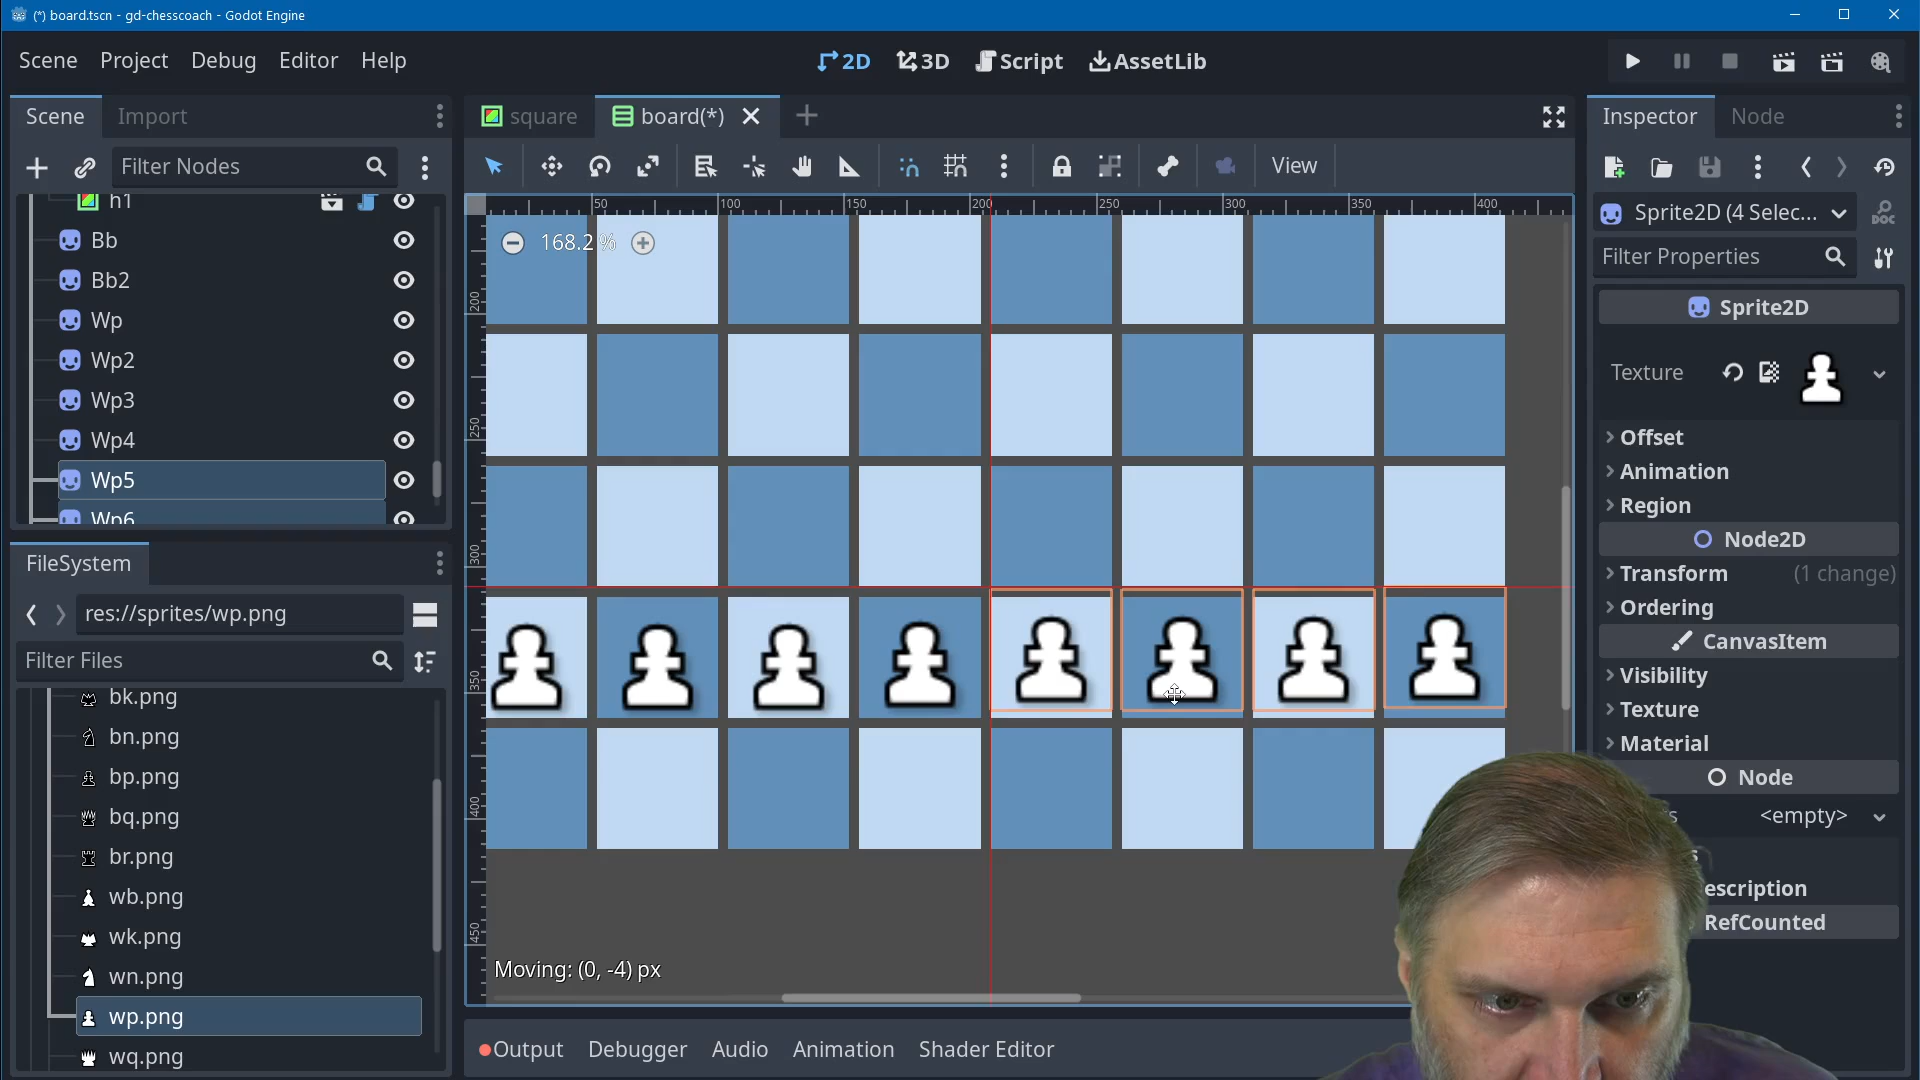 (*) board.tscn - gd-chesscoach - Godot Engine
Scene Project Debug Editor Help
2D 3D Script AssetLib
Scene Import
square board(*)
Inspector Node
Filter Nodes
View
h1
Bb
Bb2
Wp
Wp2
Wp3
Wp4
Wp5
Wp6
50 100 150 200 250 300 350 400
168.2 %
200
250
300
350
400
450
Moving: (0, -4) px
Sprite2D (4 Selec...
DOC
Filter Properties
Sprite2D
Texture
Offset
Animation
Region
Node2D
Transform (1 change)
Ordering
CanvasItem
Visibility
Texture
Material
Node
<empty>
escription
RefCounted
FileSystem
res://sprites/wp.png
Filter Files
bk.png
bn.png
bp.png
bq.png
br.png
wb.png
wk.png
wn.png
wp.png
wq.png
Output Debugger Audio Animation Shader Editor